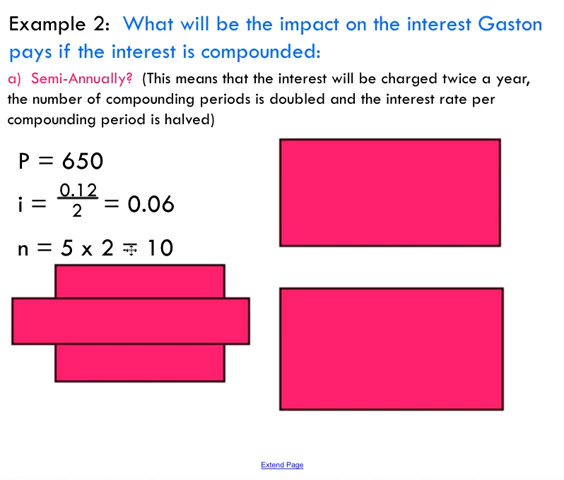 Example 2: What will be the impact on the interest Gaston
pays if the interest is compounded:
a) Semi-Annually? (This means that the interest will be charged twice a year,
the number of compounding periods is doubled and the interest rate per
compounding period is halved)
P = 650
i = 0.12/2 = 0.06
n = 5 x 2 = 10
Extend Page